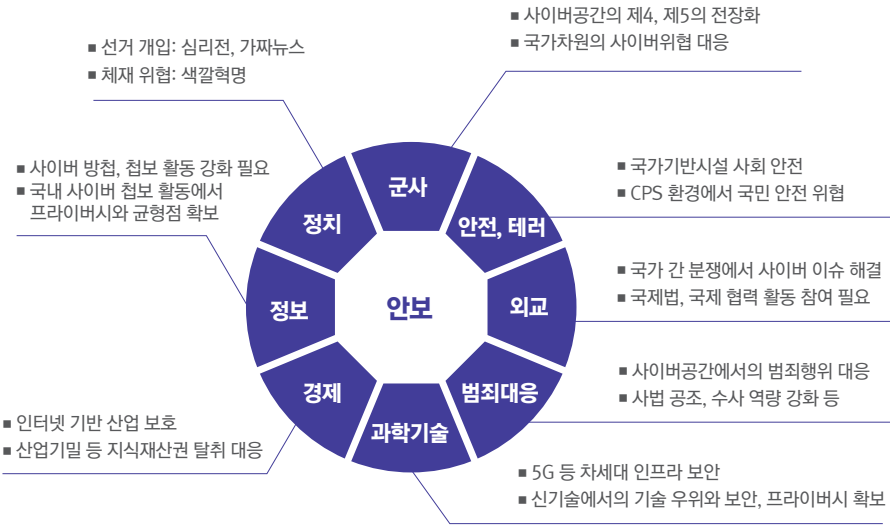 ■ 사이버공간의 제4, 제5의 전장화
■ 국가차원의 사이버위협 대응
■ 선거 개입: 심리전, 가짜뉴스
■ 체재 위협: 색깔혁명
■ 사이버 방첩, 첩보 활동 강화 필요
■ 국내 사이버 첩보 활동에서
프라이버시와 균형점 확보
■ 국가기반시설 사회 안전
■ CPS 환경에서 국민 안전 위협
■ 국가 간 분쟁에서 사이버 이슈 해결
■ 국제법, 국제 협력 활동 참여 필요
■ 사이버공간에서의 범죄행위 대응
■ 사법 공조, 수사 역량 강화 등
■ 인터넷 기반 산업 보호
■ 산업기밀 등 지식재산권 탈취 대응
■ 5G 등 차세대 인프라 보안
■ 신기술에서의 기술 우위와 보안, 프라이버시 확보
군사
안전, 테러
외교
범죄대응
과학기술
경제
정보
정치
안보